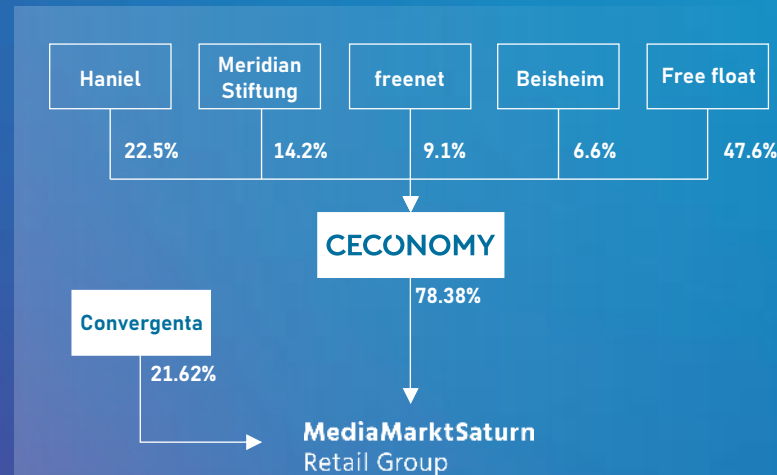 Haniel
Meridian
Stiftung
freenet
Beisheim
Free float
22.5%
14.2%
9.1%
6.6%
47.6%
CECONOMY
78.38%
Convergenta
21.62%
MediaMarktSaturn
Retail Group